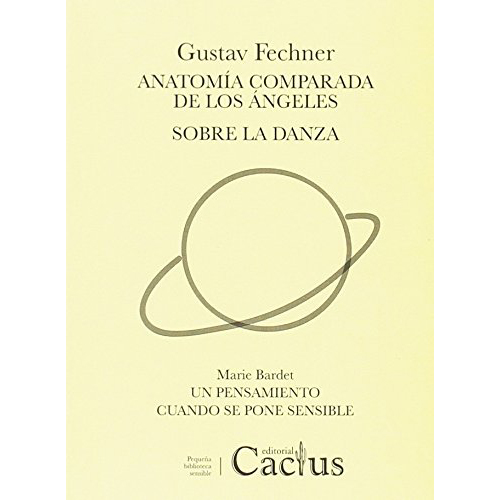 Gustav Fechner
ANATOMÍA COMPARADA
DE LOS ÁNGELES
SOBRE LA DANZA
Marie Bardet
UN PENSAMIENTO
CUANDO SE PONE SENSIBLE
Pequeña
biblioteca
sensible
editorial
Cactus